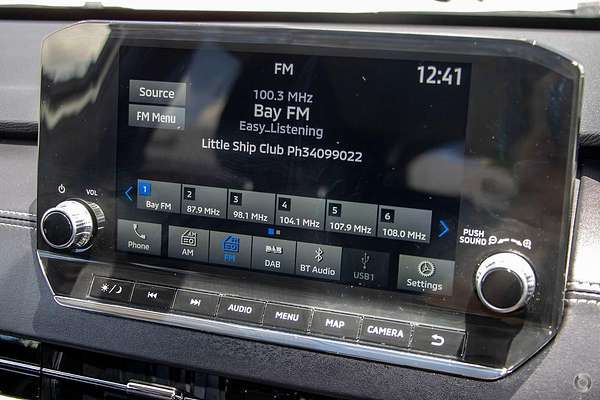 FM
12:41
Source
FM Menu
100.3 MHz
Bay FM
Easy_Listening
Little Ship Club Ph34099022
1 Bay FM
2 87.9 MHz
3 98.1 MHz
4 104.1 MHz
5 107.9 MHz
6 108.0 MHz
VOL
PUSH
SOUND
Phone
AM
FM
DAB
BT Audio
USB1
Settings
AUDIO
MENU
MAP
CAMERA